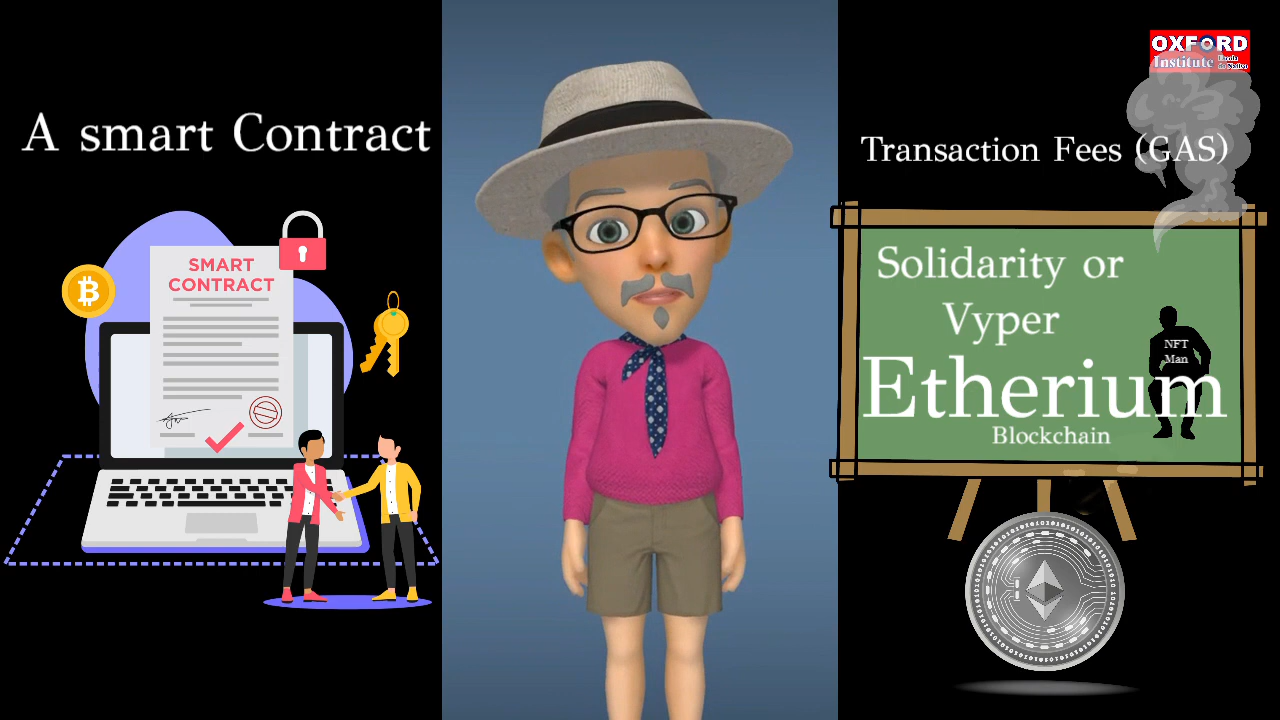 A smart Contract
SMART
CONTRACT
OXFORD
Institute
Transaction Fees (GAS)
Solidarity or
Vyper
NFT
Man
Etherium
Blockchain